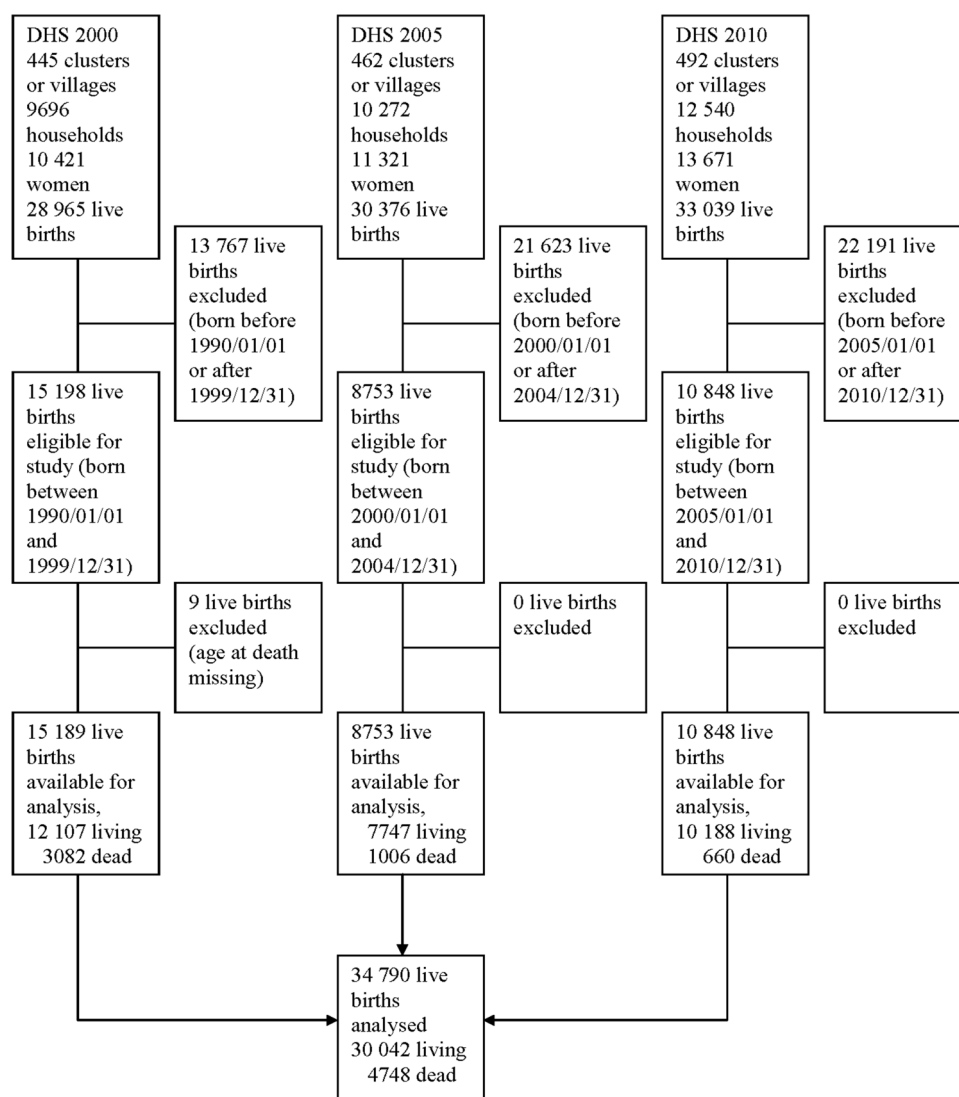 DHS 2000
445 clusters
or villages
9696
households
10 421
women
28 965 live
births
13 767 live
births
excluded
(born before
1990/01/01
or after
1999/12/31)
15 198 live
births
eligible for
study (born
between
1990/01/01
and
1999/12/31)
9 live births
excluded
(age at death
missing)
15 189 live
births
available for
analysis,
12 107 living
3082 dead
DHS 2005
462 clusters
or villages
10 272
households
11 321
women
30 376 live
births
21 623 live
births
excluded
(born before
2000/01/01
or after
2004/12/31)
8753 live
births
eligible for
study (born
between
2000/01/01
and
2004/12/31)
0 live births
excluded
8753 live
births
available for
analysis,
7747 living
1006 dead
DHS 2010
492 clusters
or villages
12 540
households
13 671
women
33 039 live
births
22 191 live
births
excluded
(born before
2005/01/01
or after
2010/12/31)
10 848 live
births
eligible for
study (born
between
2005/01/01
and
2010/12/31)
0 live births
excluded
10 848 live
births
available for
analysis,
10 188 living
660 dead
34 790 live
births
analysed
30 042 living
4748 dead